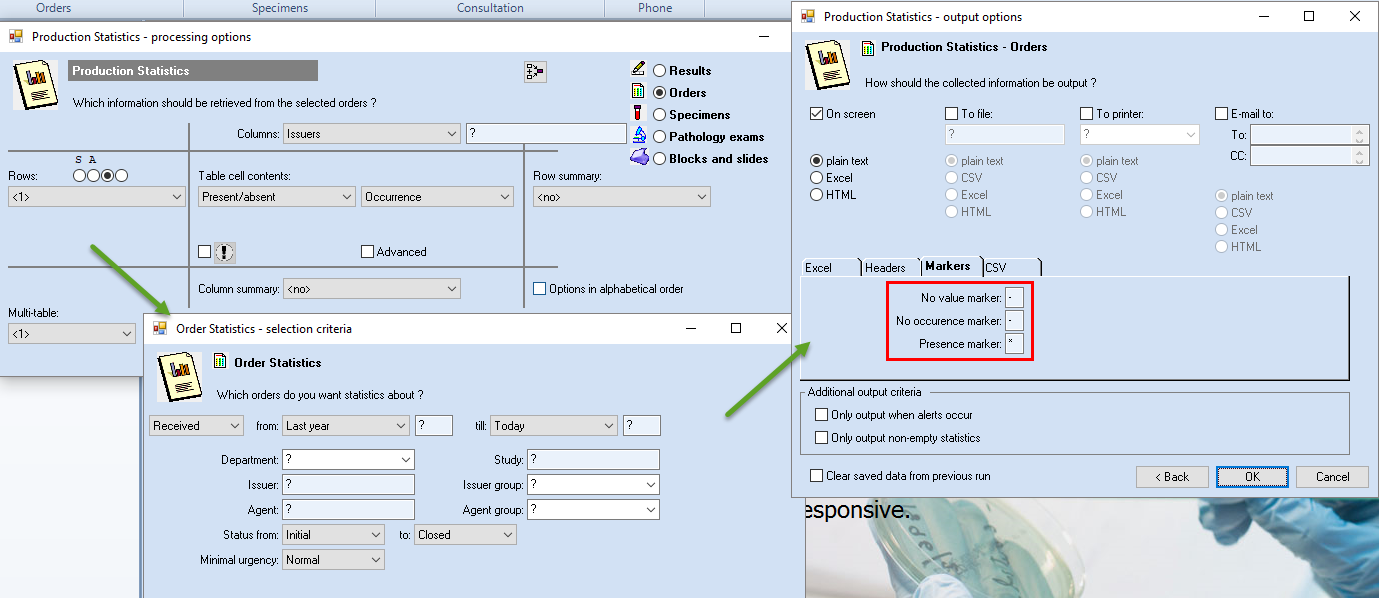 Orders Specimens Consultation Phone
Production Statistics - processing options
Production Statistics
Which information should be retrieved from the selected orders ?
Results
Orders
Specimens
Pathology exams
Blocks and slides
Columns: Issuers ?
S A
Rows:
<1>
Table cell contents:
Present/absent Occurrence
Row summary:
<no>
! Advanced
Column summary: <no>
Options in alphabetical order
Multi-table:
<1>
Order Statistics - selection criteria
Order Statistics
Which orders do you want statistics about ?
Received from: Last year ? till: Today ?
Department: ? Study: ?
Issuer: ? Issuer group: ?
Agent: ? Agent group: ?
Status from: Initial to: Closed
Minimal urgency: Normal
Production Statistics - output options
Production Statistics - Orders
How should the collected information be output ?
On screen To file: To printer: E-mail to:
? ? To:
CC:
plain text plain text plain text
Excel CSV CSV
HTML Excel Excel
HTML HTML
plain text
CSV
Excel
HTML
Excel Headers Markers CSV
No value marker: -
No occurence marker: -
Presence marker: *
Additional output criteria
Only output when alerts occur
Only output non-empty statistics
Clear saved data from previous run
< Back OK Cancel
esponsive.